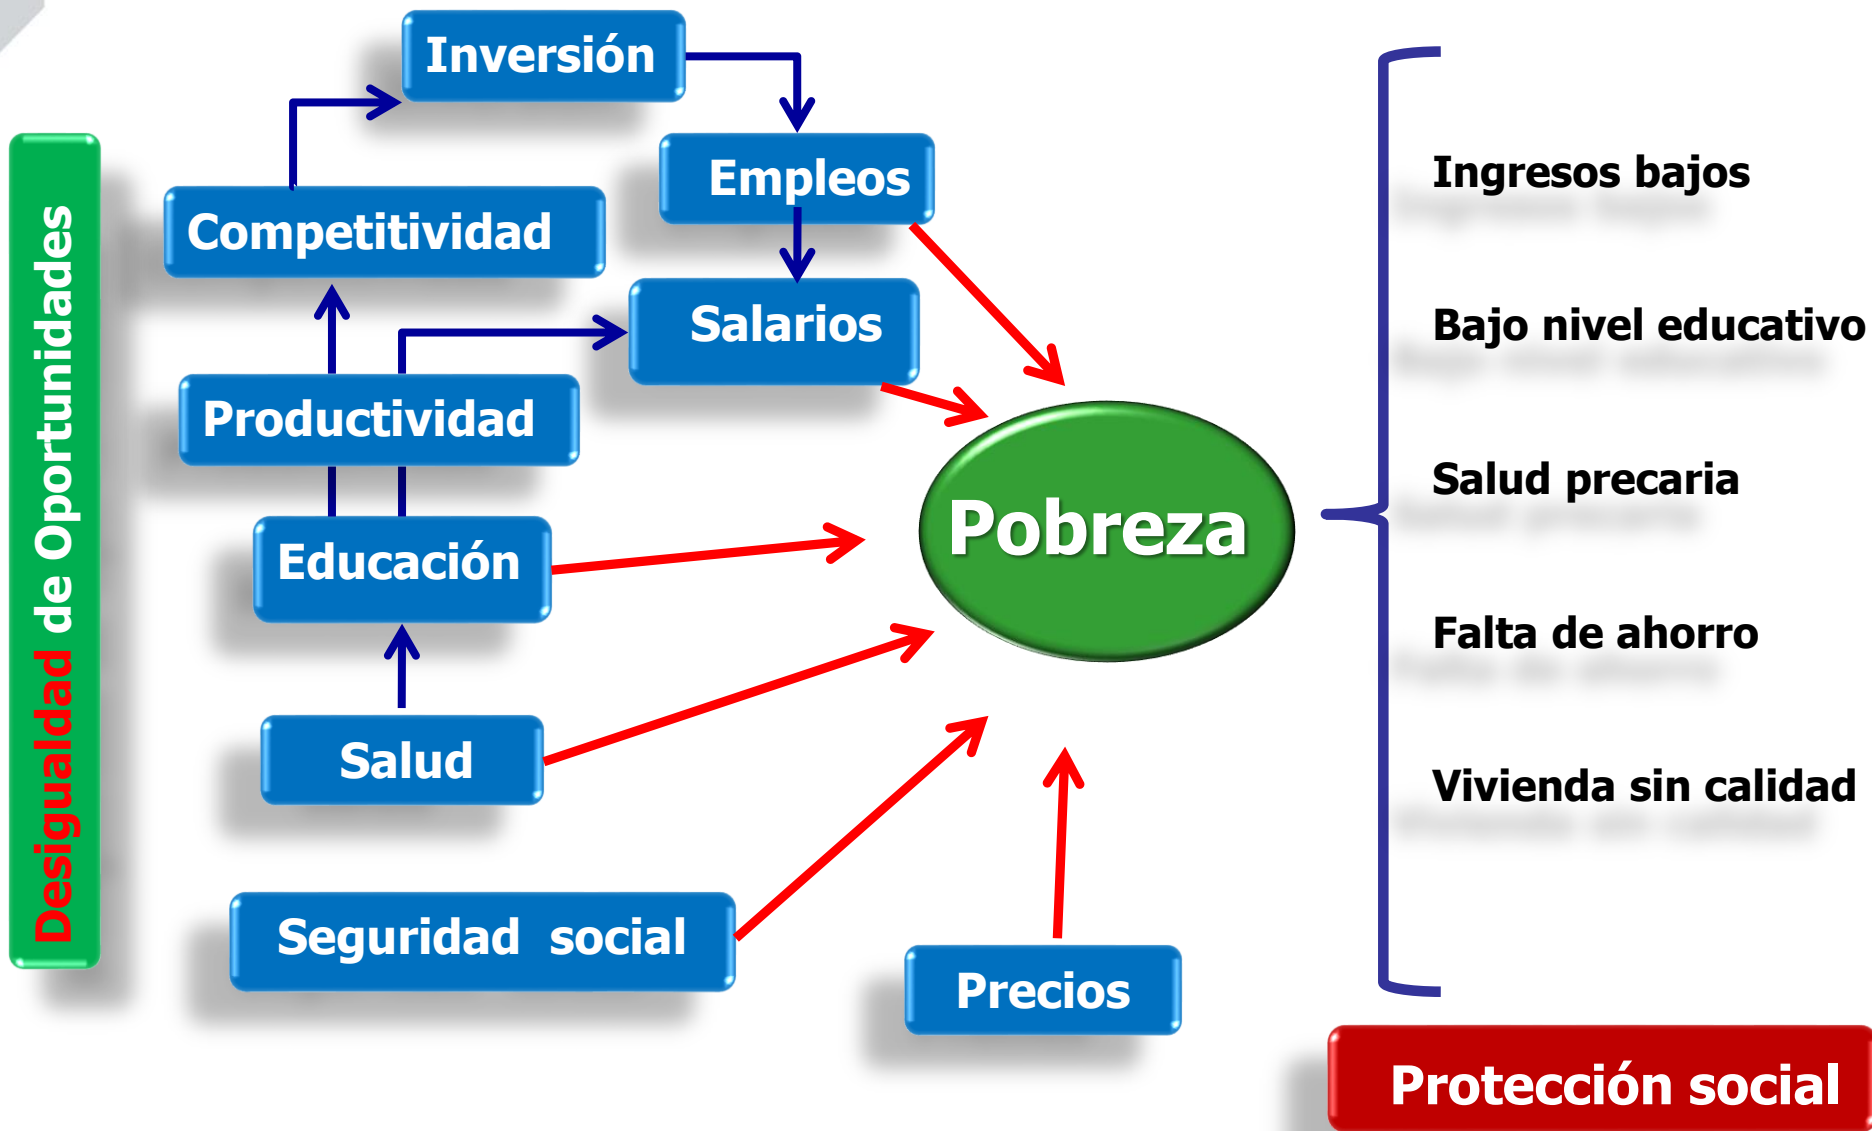 Desigualdad de Oportunidades
Inversión
Empleos
Competitividad
Salarios
Productividad
Educación
Salud
Seguridad social
Precios
Pobreza
Ingresos bajos
Bajo nivel educativo
Salud precaria
Falta de ahorro
Vivienda sin calidad
Protección social